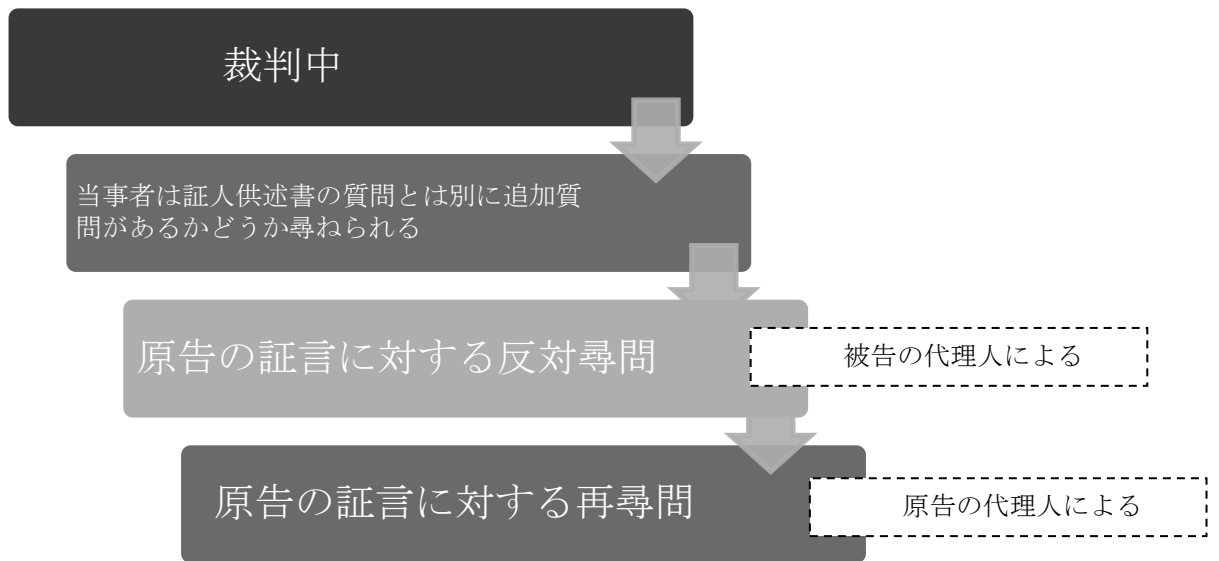 裁判中
当事者は証人供述書の質問とは別に追加質
問があるかどうか尋ねられる
原告の証言に対する反対尋問
被告の代理人による
原告の証言に対する再尋問
原告の代理人による